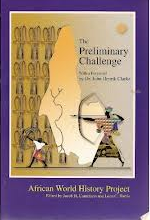 The
Preliminary
Challenge
With a Foreword
by Dr. John Henrik Clarke
African World History Project
Edited by Jacob H. Carruthers and Leon C. Harris